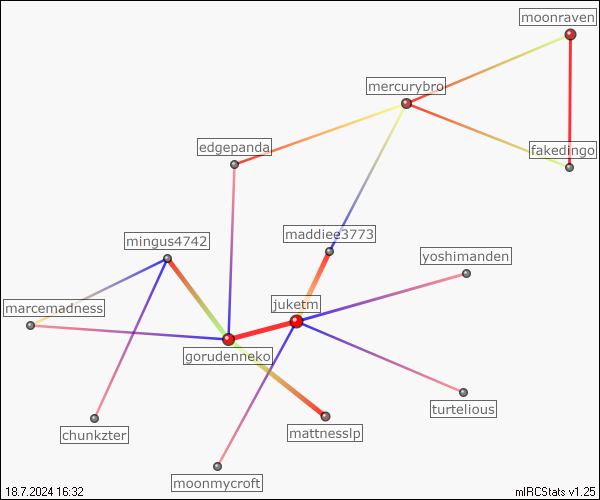 moonraven
mercurybro
edgepanda
fakedingo
maddiee3773
mingus4742
yoshimanden
marcemadness
juketm
gorudenneko
turtelious
chunkzter
mattnesslp
moonmycroft
18.7.2024 16:32
mIRCStats v1.25